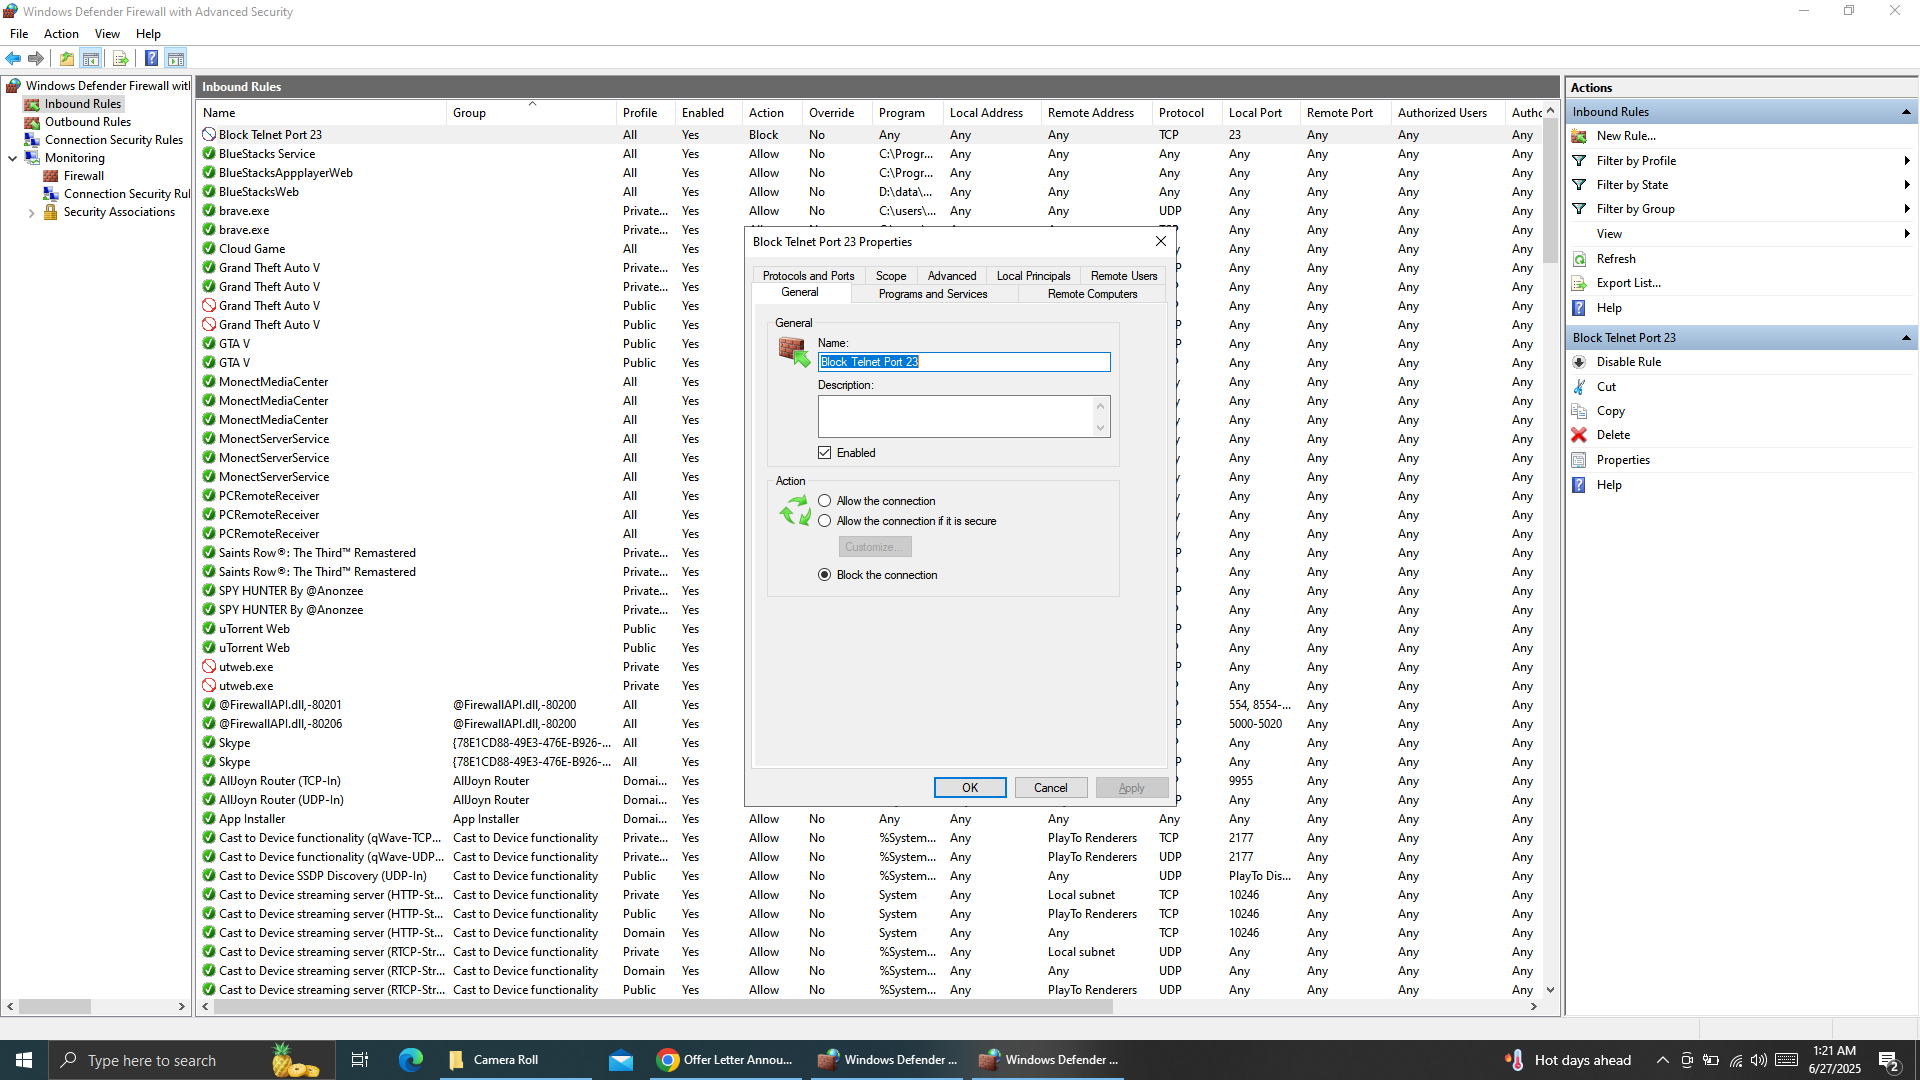 Windows Defender Firewall with Advanced Security
File Action View Help
Windows Defender Firewall wit
Inbound Rules
Outbound Rules
Connection Security Rules
Monitoring
Firewall
Connection Security Rul
Security Associations
Inbound Rules
Name Group Profile Enabled Action Override Program Local Address Remote Address Protocol Local Port Remote Port Authorized Users Autho
Block Telnet Port 23 All Yes Block No Any Any Any TCP 23 Any Any Any
BlueStacks Service All Yes Allow No C:\Progr... Any Any Any Any Any Any Any
BlueStacksAppplayerWeb All Yes Allow No C:\Progr... Any Any Any Any Any Any Any
BlueStacksWeb All Yes Allow No D:\data\... Any Any Any Any Any Any Any
brave.exe Private... Yes Allow No C:\users\... Any Any UDP Any Any Any Any
brave.exe Private... Yes Any Any Any Any
Cloud Game All Yes Any Any Any Any
Grand Theft Auto V Private... Yes Any Any Any Any
Grand Theft Auto V Private... Yes Any Any Any Any
Grand Theft Auto V Public Yes Any Any Any Any
Grand Theft Auto V Public Yes Any Any Any Any
GTA V Public Yes Any Any Any Any
GTA V Public Yes Any Any Any Any
MonectMediaCenter All Yes Any Any Any Any
MonectMediaCenter All Yes Any Any Any Any
MonectMediaCenter All Yes Any Any Any Any
MonectServerService All Yes Any Any Any Any
MonectServerService All Yes Any Any Any Any
MonectServerService All Yes Any Any Any Any
PCRemoteReceiver All Yes Any Any Any Any
PCRemoteReceiver All Yes Any Any Any Any
PCRemoteReceiver All Yes Any Any Any Any
Saints Row®: The Third™ Remastered Private... Yes Any Any Any Any
Saints Row®: The Third™ Remastered Private... Yes Any Any Any Any
SPY HUNTER By @Anonzee Private... Yes Any Any Any Any
SPY HUNTER By @Anonzee Private... Yes Any Any Any Any
uTorrent Web Public Yes Any Any Any Any
uTorrent Web Public Yes Any Any Any Any
utweb.exe Private Yes Any Any Any Any
utweb.exe Private Yes Any Any Any Any
@FirewallAPI.dll,-80201 @FirewallAPI.dll,-80200 All Yes 554, 8554-... Any Any Any
@FirewallAPI.dll,-80206 @FirewallAPI.dll,-80200 All Yes 5000-5020 Any Any Any
Skype {78E1CD88-49E3-476E-B926-... All Yes Any Any Any Any
Skype {78E1CD88-49E3-476E-B926-... All Yes Any Any Any Any
AllJoyn Router (TCP-In) AllJoyn Router Domai... Yes 9955 Any Any Any
AllJoyn Router (UDP-In) AllJoyn Router Domai... Yes Any Any Any Any
App Installer App Installer Domai... Yes Allow No Any Any Any Any Any Any Any Any
Cast to Device functionality (qWave-TCP... Cast to Device functionality Private... Yes Allow No %System... Any PlayTo Renderers TCP 2177 Any Any Any
Cast to Device functionality (qWave-UDP... Cast to Device functionality Private... Yes Allow No %System... Any PlayTo Renderers UDP 2177 Any Any Any
Cast to Device SSDP Discovery (UDP-In) Cast to Device functionality Public Yes Allow No %System... Any Any UDP PlayTo Dis... Any Any Any
Cast to Device streaming server (HTTP-St... Cast to Device functionality Private Yes Allow No System Any Local subnet TCP 10246 Any Any Any
Cast to Device streaming server (HTTP-St... Cast to Device functionality Public Yes Allow No System Any PlayTo Renderers TCP 10246 Any Any Any
Cast to Device streaming server (HTTP-St... Cast to Device functionality Domain Yes Allow No System Any Any TCP 10246 Any Any Any
Cast to Device streaming server (RTCP-Str... Cast to Device functionality Private Yes Allow No %System... Any Local subnet UDP Any Any Any Any
Cast to Device streaming server (RTCP-Str... Cast to Device functionality Domain Yes Allow No %System... Any Any UDP Any Any Any Any
Cast to Device streaming server (RTCP-Str... Cast to Device functionality Public Yes Allow No %System... Any PlayTo Renderers UDP Any Any Any Any
Block Telnet Port 23 Properties
Protocols and Ports Scope Advanced Local Principals Remote Users
General Programs and Services Remote Computers
General
Name:
Block Telnet Port 23
Description:
Enabled
Action
Allow the connection
Allow the connection if it is secure
Customize...
Block the connection
OK Cancel Apply
Actions
Inbound Rules
New Rule...
Filter by Profile
Filter by State
Filter by Group
View
Refresh
Export List...
Help
Block Telnet Port 23
Disable Rule
Cut
Copy
Delete
Properties
Help
Type here to search Camera Roll Offer Letter Annou... Windows Defender ... Windows Defender ... Hot days ahead 1:21 AM
6/27/2025
2